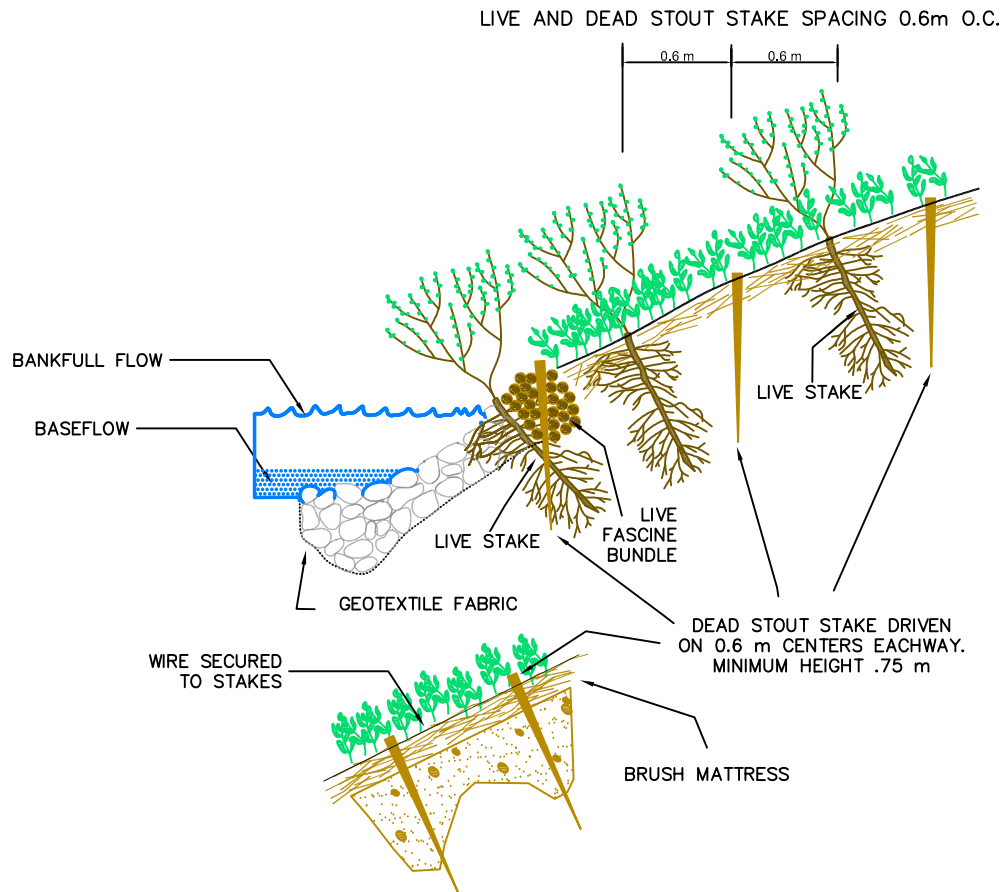 LIVE AND DEAD STOUT STAKE SPACING 0.6m O.C.
0.6 m
0.6 m
BANKFULL FLOW
BASEFLOW
LIVE STAKE
LIVE STAKE
LIVE
FASCINE
BUNDLE
GEOTEXTILE FABRIC
DEAD STOUT STAKE DRIVEN
ON 0.6 m CENTERS EACHWAY.
MINIMUM HEIGHT .75 m
WIRE SECURED
TO STAKES
BRUSH MATTRESS